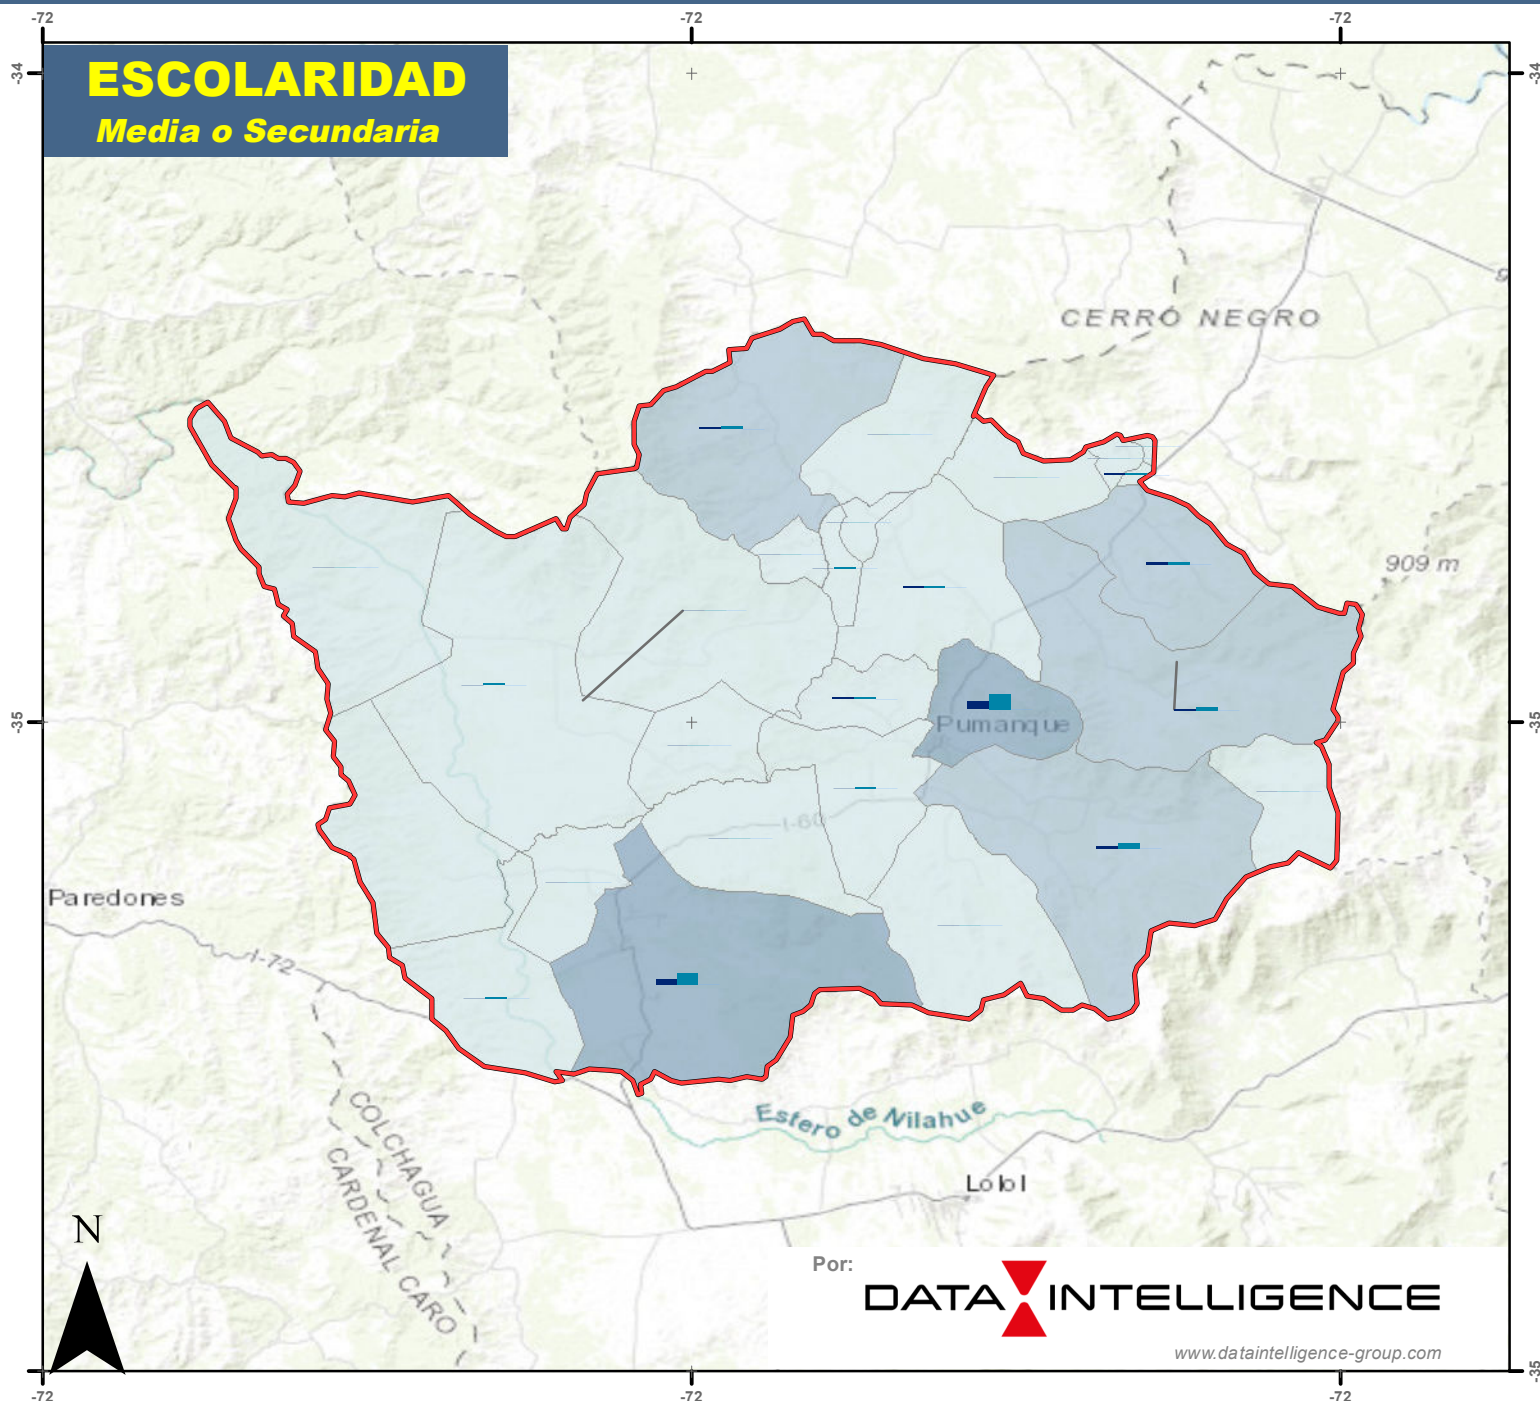 -72
-72
-72
-34
-34
ESCOLARIDAD
Media o Secundaria
CERRO NEGRO
909 m
-35
-35
Pumanque
I-60
Paredones
I-72
Estero de Nilahue
COLCHAGUA
CARDENAL CARO
Lolol
N
Por:
DATA INTELLIGENCE
www.dataintelligence-group.com
-35
-72
-72
-72